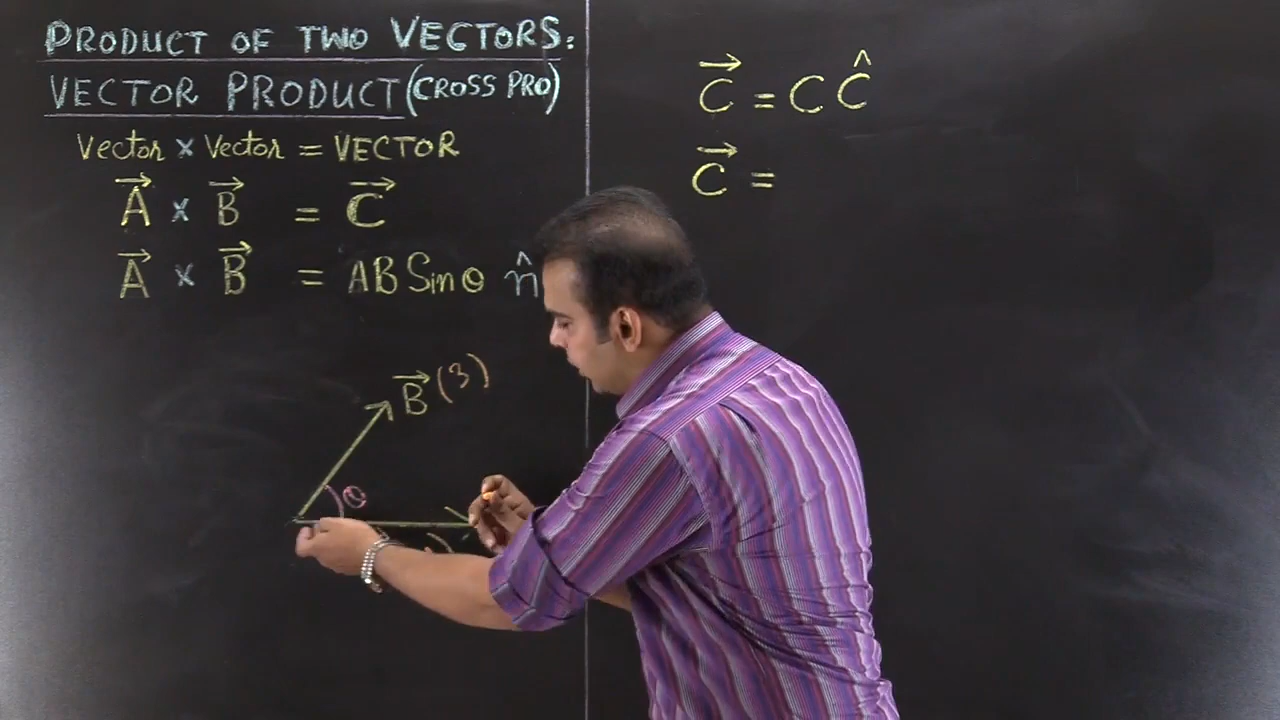 PRODUCT OF TWO VECTORS:
VECTOR PRODUCT (CROSS PRO)
Vector × Vector = VECTOR
A⃗ × B⃗ = C⃗
A⃗ × B⃗ = AB Sin θ n̂
B⃗ (3)
θ
C⃗ = C Ĉ
C⃗ =